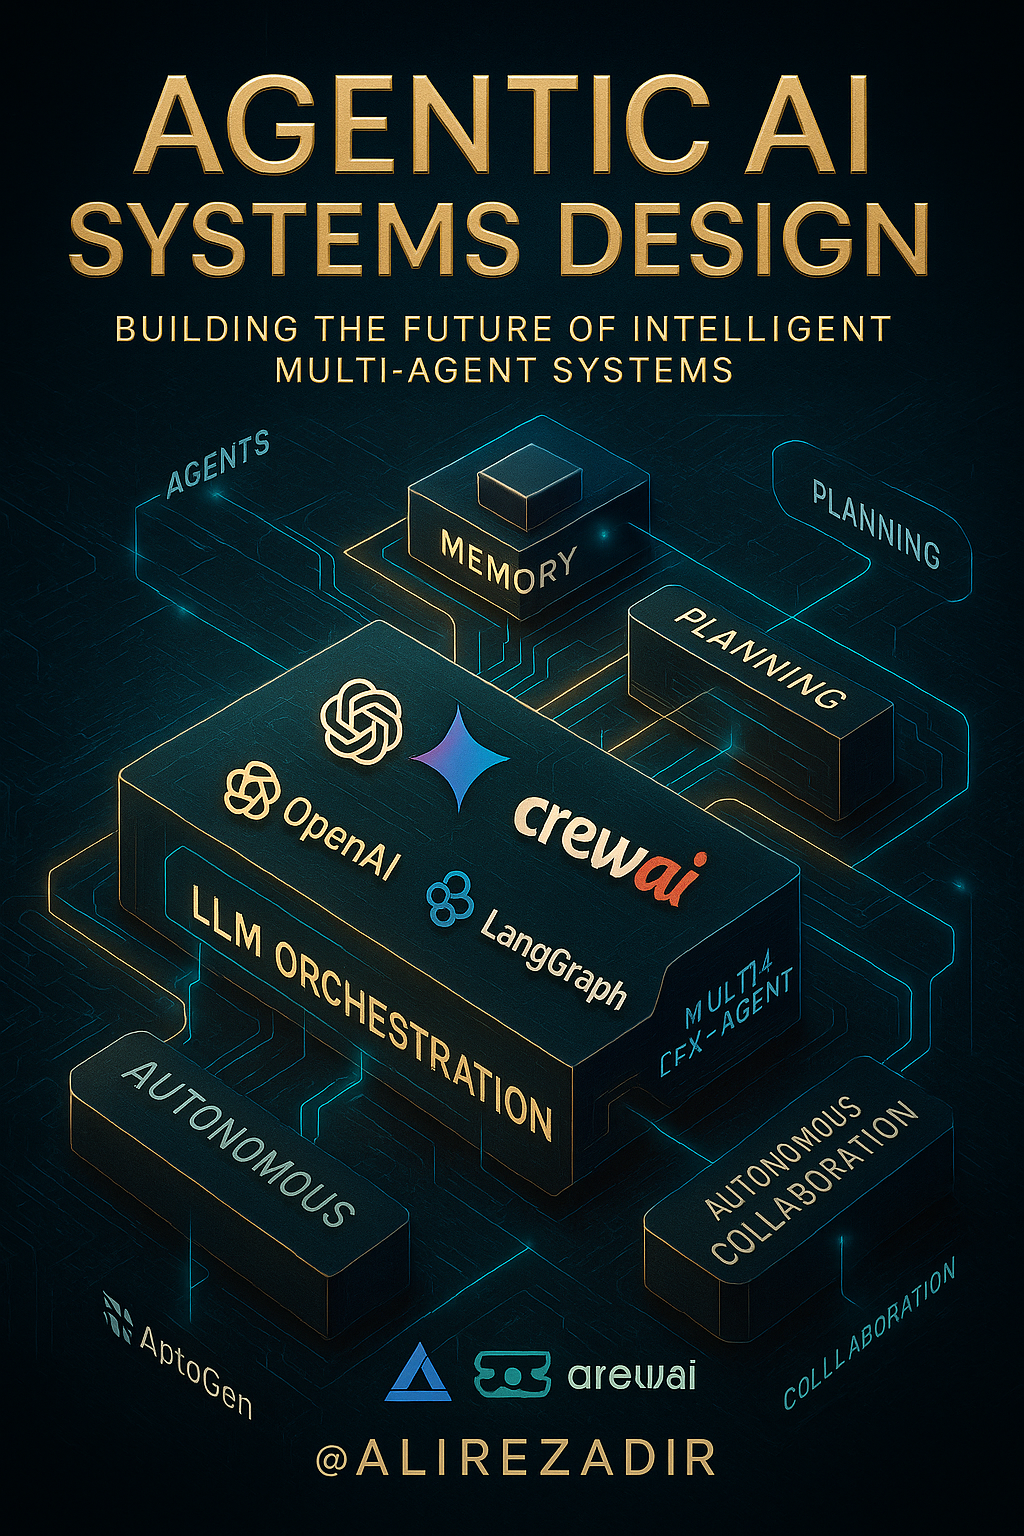 AGENTIC AI
SYSTEMS DESIGN
BUILDING THE FUTURE OF INTELLIGENT
MULTI-AGENT SYSTEMS
AGENTS
PLANNING
MEMORY
PLANNING
OpenAI
crewai
LangGraph
LLM ORCHESTRATION
- AGENT
AUTONOMOUS
AUTONOMOUS
COLLABORATION
AptoGen
COLLLABORATION
arewai
@ALIREZADIR